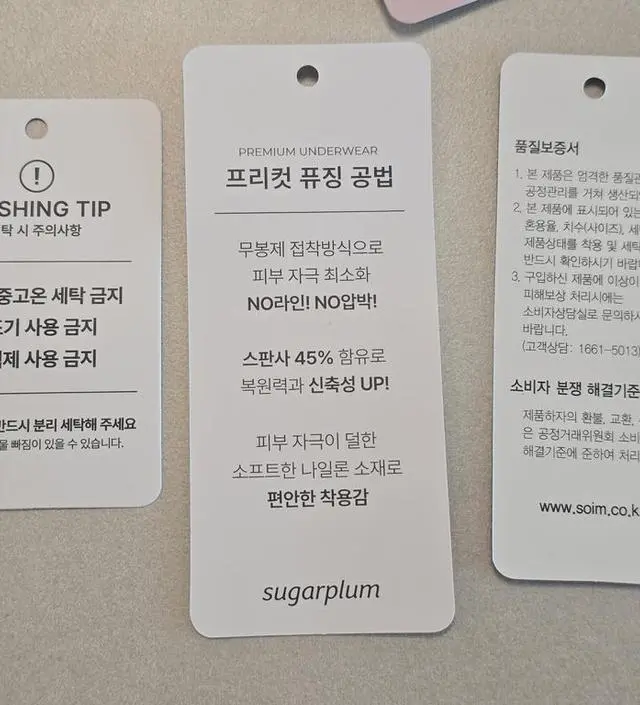 SHING TIP
탁 시 주의사항
중고온 세탁 금지
기 사용 금지
제 사용 금지
반드시 분리 세탁해 주세요
물 빠짐이 있을 수 있습니다.
PREMIUM UNDERWEAR
프리컷 퓨징 공법
무봉제 접착방식으로
피부 자극 최소화
NO라인! NO압박!
스판사 45% 함유로
복원력과 신축성 UP!
피부 자극이 덜한
소프트한 나일론 소재로
편안한 착용감
sugarplum
품질보증서
1. 본 제품은 엄격한 품질관
공정관리를 거쳐 생산되
2. 본 제품에 표시되어 있는
혼용율, 치수(사이즈), 세
제품상태를 착용 및 세탁
반드시 확인하시기 바랍니
3. 구입하신 제품에 이상이
피해보상 처리시에는
소비자상담실로 문의하시
바랍니다.
(고객상담: 1661-5013)
소비자 분쟁 해결기준
제품하자의 환불, 교환,
은 공정거래위원회 소비
해결기준에 준하여 처리
www.soim.co.k